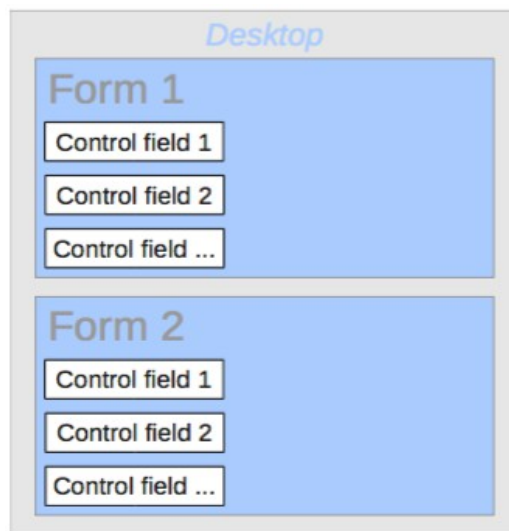 Desktop
Form 1
Control field 1
Control field 2
Control field ...
Form 2
Control field 1
Control field 2
Control field ...